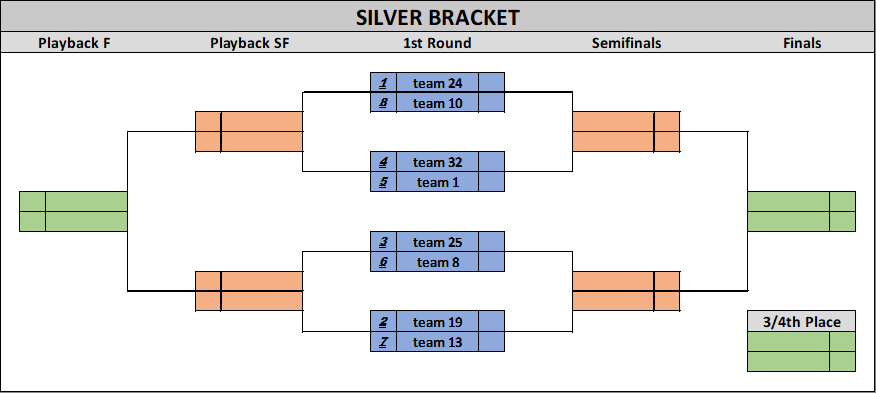 SILVER BRACKET
Playback F Playback SF 1st Round Semifinals Finals
1 team 24
8 team 10
4 team 32
5 team 1
3 team 25
6 team 8
2 team 19
7 team 13
3/4th Place